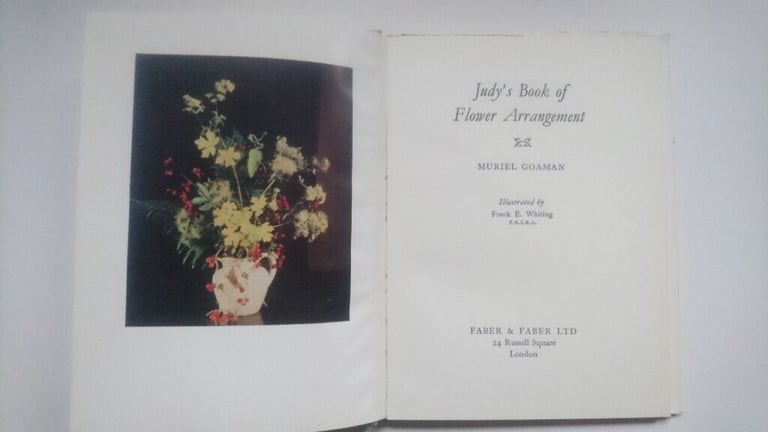 Judy's Book of
Flower Arrangement
MURIEL GOAMAN
Illustrated by
Frank E. Whiting
F.R.I.B.A.
FABER & FABER LTD
24 Russell Square
London